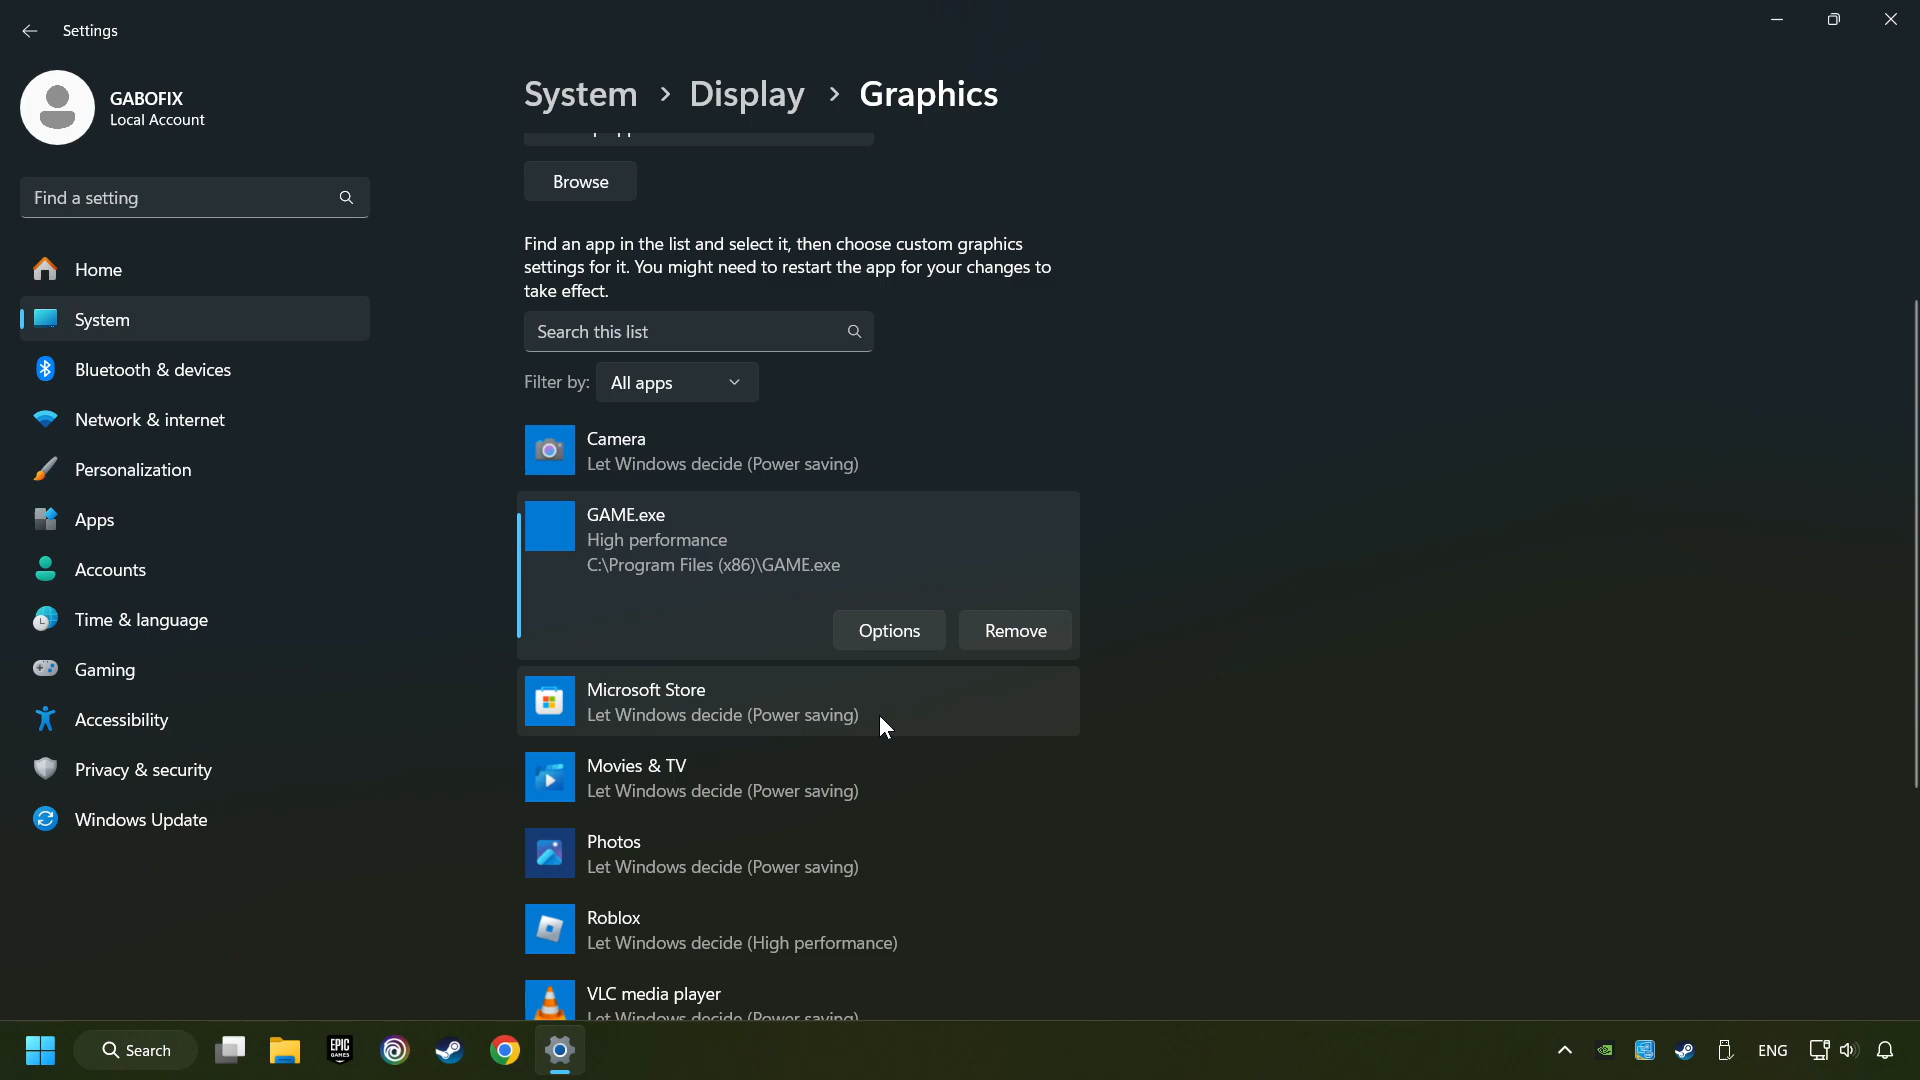 Settings
GABOFIX
Local Account
Find a setting
Home
System
Bluetooth & devices
Network & internet
Personalization
Apps
Accounts
Time & language
Gaming
Accessibility
Privacy & security
Windows Update
System > Display > Graphics
Browse
Find an app in the list and select it, then choose custom graphics
settings for it. You might need to restart the app for your changes to
take effect.
Search this list
Filter by: All apps
Camera
Let Windows decide (Power saving)
GAME.exe
High performance
C:\Program Files (x86)\GAME.exe
Options Remove
Microsoft Store
Let Windows decide (Power saving)
Movies & TV
Let Windows decide (Power saving)
Photos
Let Windows decide (Power saving)
Roblox
Let Windows decide (High performance)
VLC media player
Let Windows decide (Power saving)
Search
EPIC
GAMES
ENG